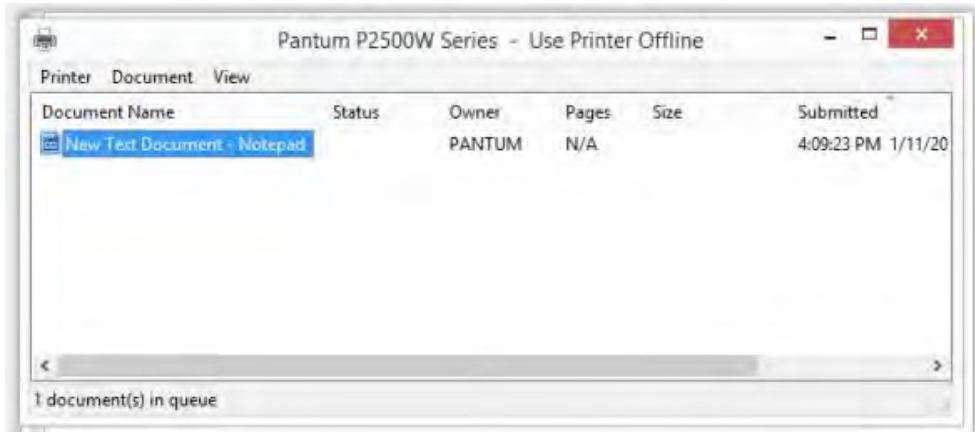 Pantum P2500W Series - Use Printer Offline
Printer Document View
Document Name Status Owner Pages Size Submitted
New Text Document - Notepad PANTUM N/A 4:09:23 PM 1/11/20
1 document(s) in queue